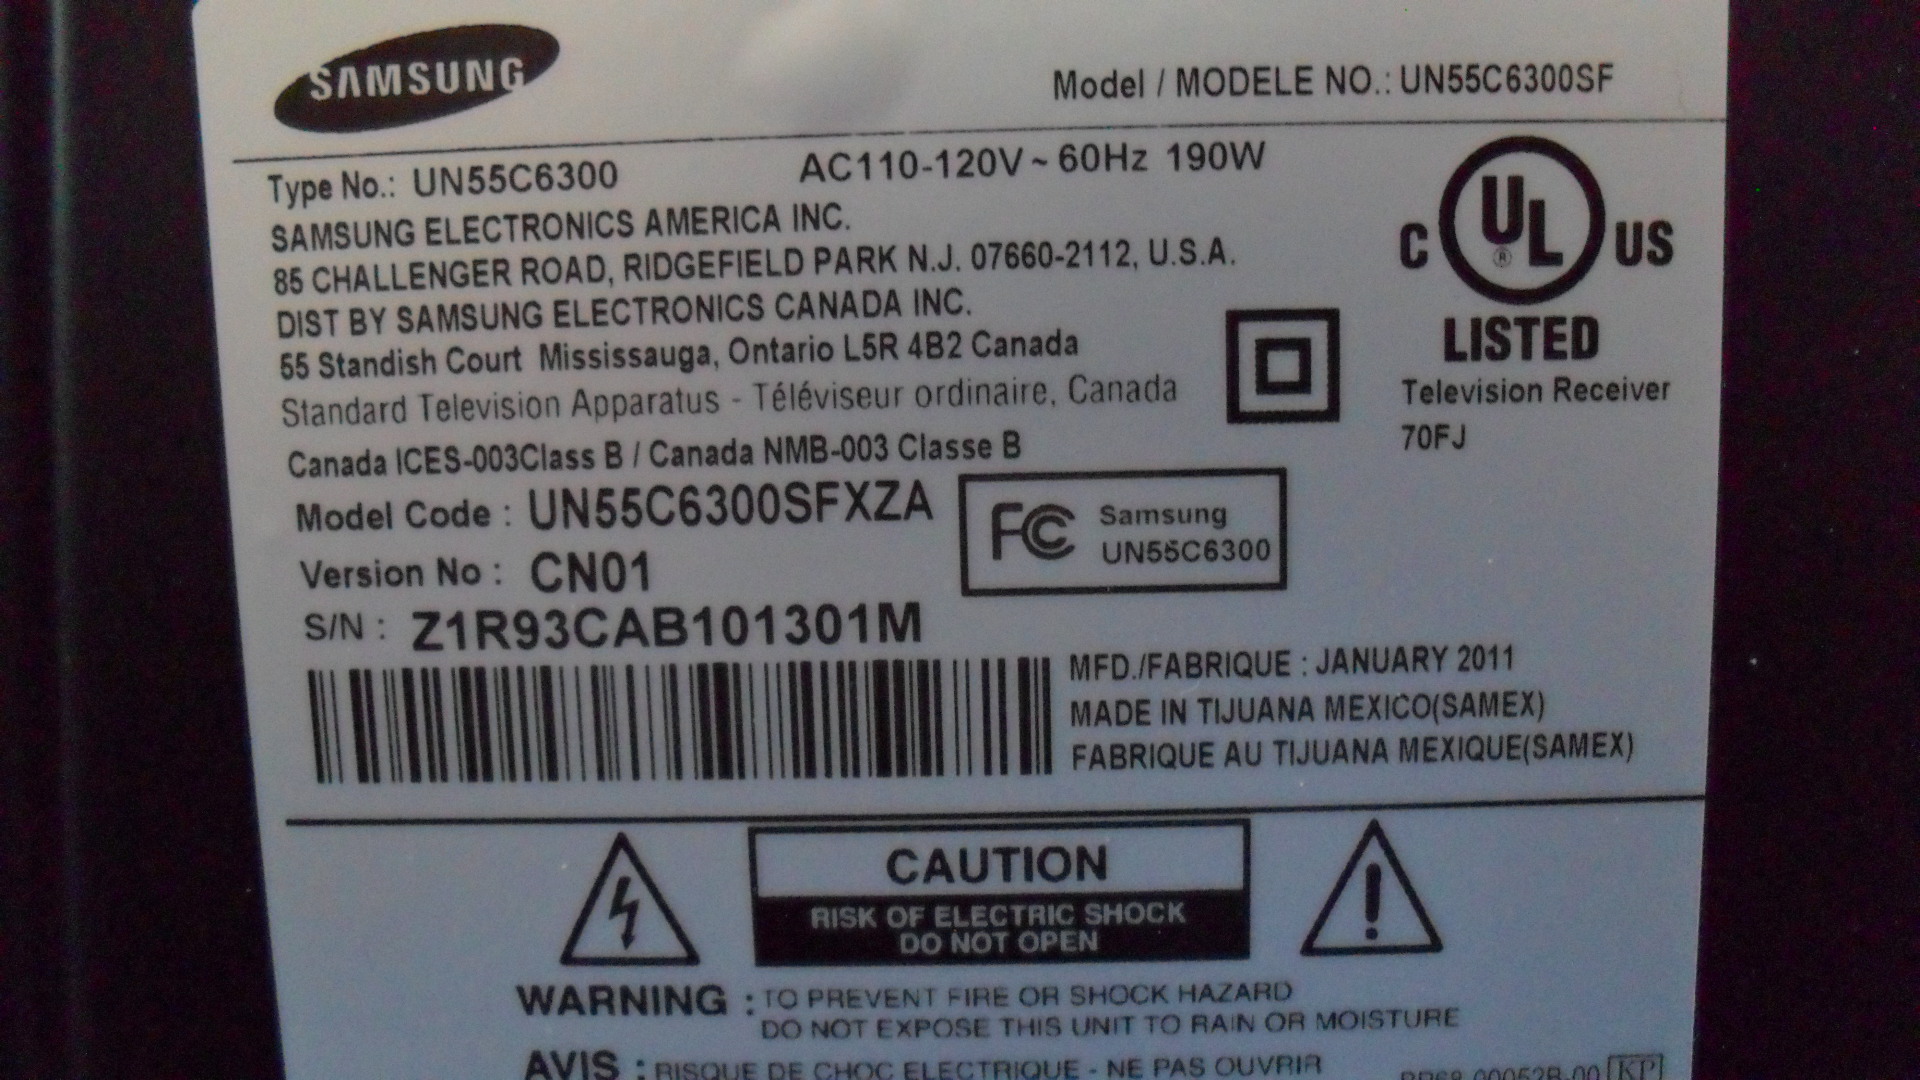 SAMSUNG
Model / MODELE NO.: UN55C6300SF
Type No.: UN55C6300 AC110-120V ~ 60Hz 190W
SAMSUNG ELECTRONICS AMERICA INC.
85 CHALLENGER ROAD, RIDGEFIELD PARK N.J. 07660-2112, U.S.A.
DIST BY SAMSUNG ELECTRONICS CANADA INC.
55 Standish Court Mississauga, Ontario L5R 4B2 Canada
Standard Television Apparatus - Téléviseur ordinaire, Canada
Canada ICES-003Class B / Canada NMB-003 Classe B
C UL ® US
LISTED
Television Receiver
70FJ
Model Code : UN55C6300SFXZA
Version No : CN01
S/N : Z1R93CAB101301M
FC Samsung
UN55C6300
MFD./FABRIQUE : JANUARY 2011
MADE IN TIJUANA MEXICO(SAMEX)
FABRIQUE AU TIJUANA MEXIQUE(SAMEX)
CAUTION
RISK OF ELECTRIC SHOCK
DO NOT OPEN
WARNING : TO PREVENT FIRE OR SHOCK HAZARD
DO NOT EXPOSE THIS UNIT TO RAIN OR MOISTURE
AVIS : RISQUE DE CHOC ELECTRIQUE - NE PAS OUVRIR
KP